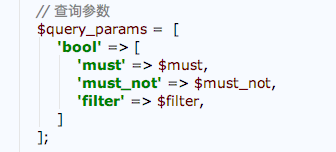 // 查询参数
$query_params = [
'bool' => [
'must' => $must,
'must_not' => $must_not,
'filter' => $filter,
]
];